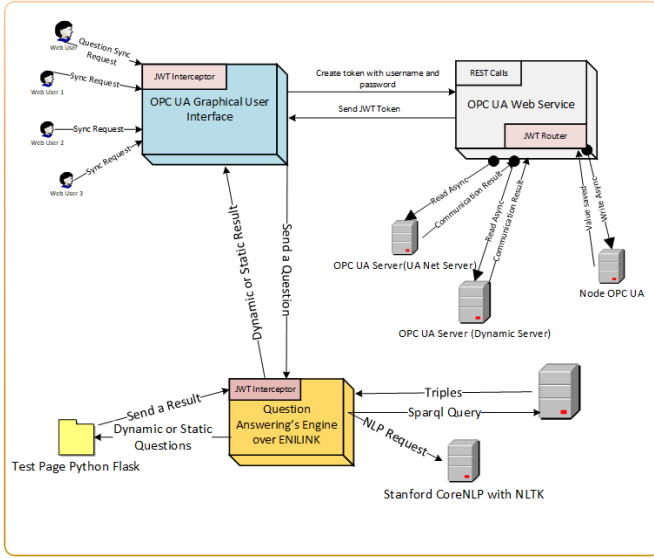 Web User
Question Sync
Request
Web User 1
Sync Request
Web User 2
Sync Request
Web User 3
Sync Request
JWT Interceptor
OPC UA Graphical User
Interface
Create token with username and
password
Send JWT Token
REST Calls
OPC UA Web Service
JWT Router
Read Async
Communication Result
Read Async
Communication Result
Value saved
Write Async
OPC UA Server(UA Net Server)
OPC UA Server (Dynamic Server)
Node OPC UA
Dynamic or Static Result
Send a Question
JWT Interceptor
Question
Answering's Engine
over ENILINK
Send a Result
Dynamic or Static
Questions
Test Page Python Flask
Triples
Sparql Query
NLP Request
Stanford CoreNLP with NLTK